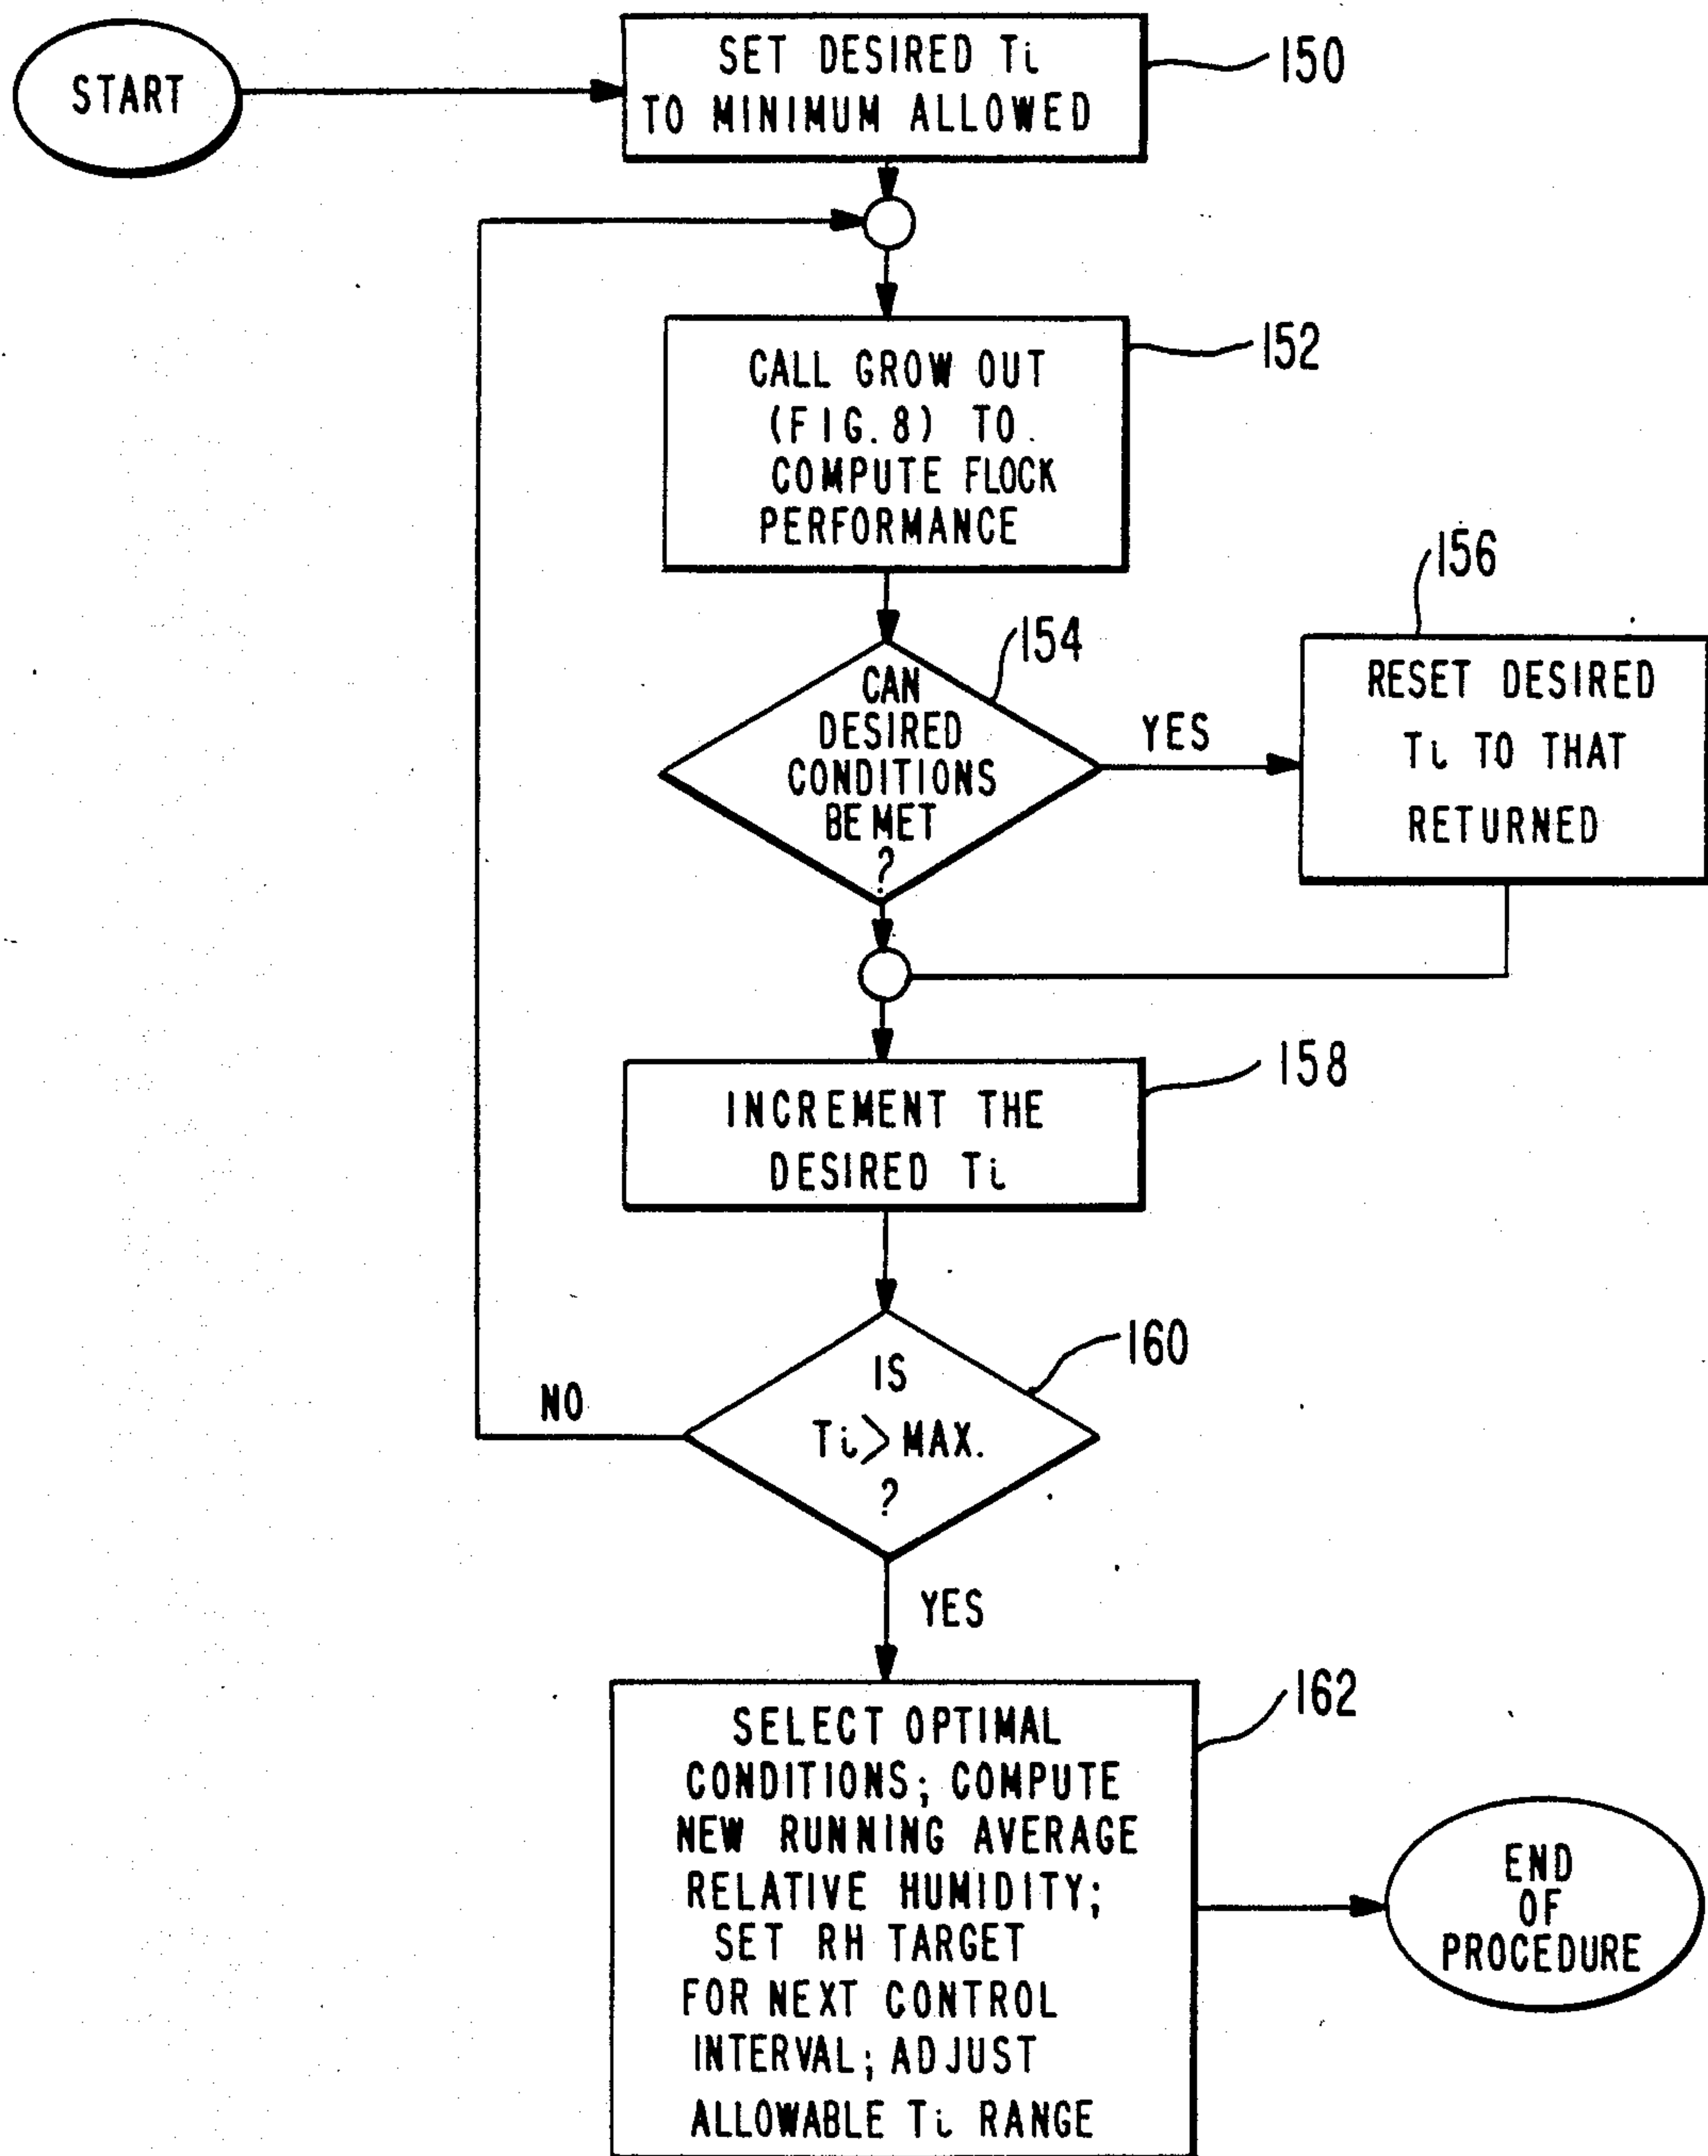 START
SET DESIRED Ti
TO MINIMUM ALLOWED
150
CALL GROW OUT
(FIG. 8) TO
COMPUTE FLOCK
PERFORMANCE
152
CAN
DESIRED
CONDITIONS
BE MET
?
154
YES
156
RESET DESIRED
Ti TO THAT
RETURNED
INCREMENT THE
DESIRED Ti
158
IS
Ti > MAX.
?
160
NO
YES
SELECT OPTIMAL
CONDITIONS; COMPUTE
NEW RUNNING AVERAGE
RELATIVE HUMIDITY;
SET RH TARGET
FOR NEXT CONTROL
INTERVAL; ADJUST
ALLOWABLE Ti RANGE
162
END
OF
PROCEDURE